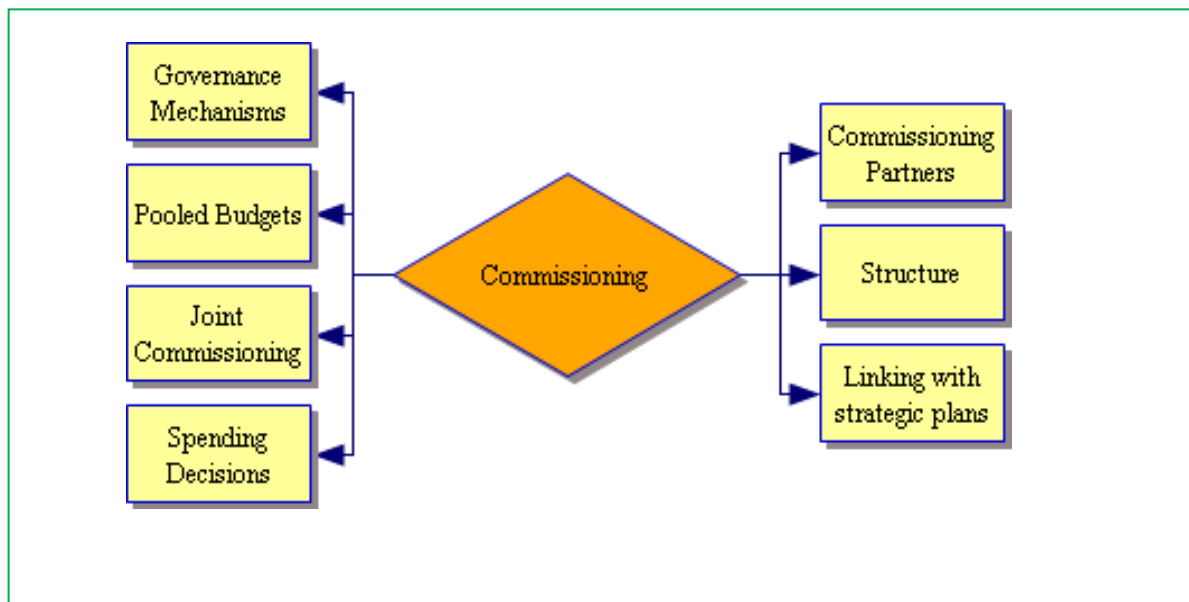 Governance
Mechanisms
Pooled Budgets
Joint
Commissioning
Spending
Decisions
Commissioning
Commissioning
Partners
Structure
Linking with
strategic plans